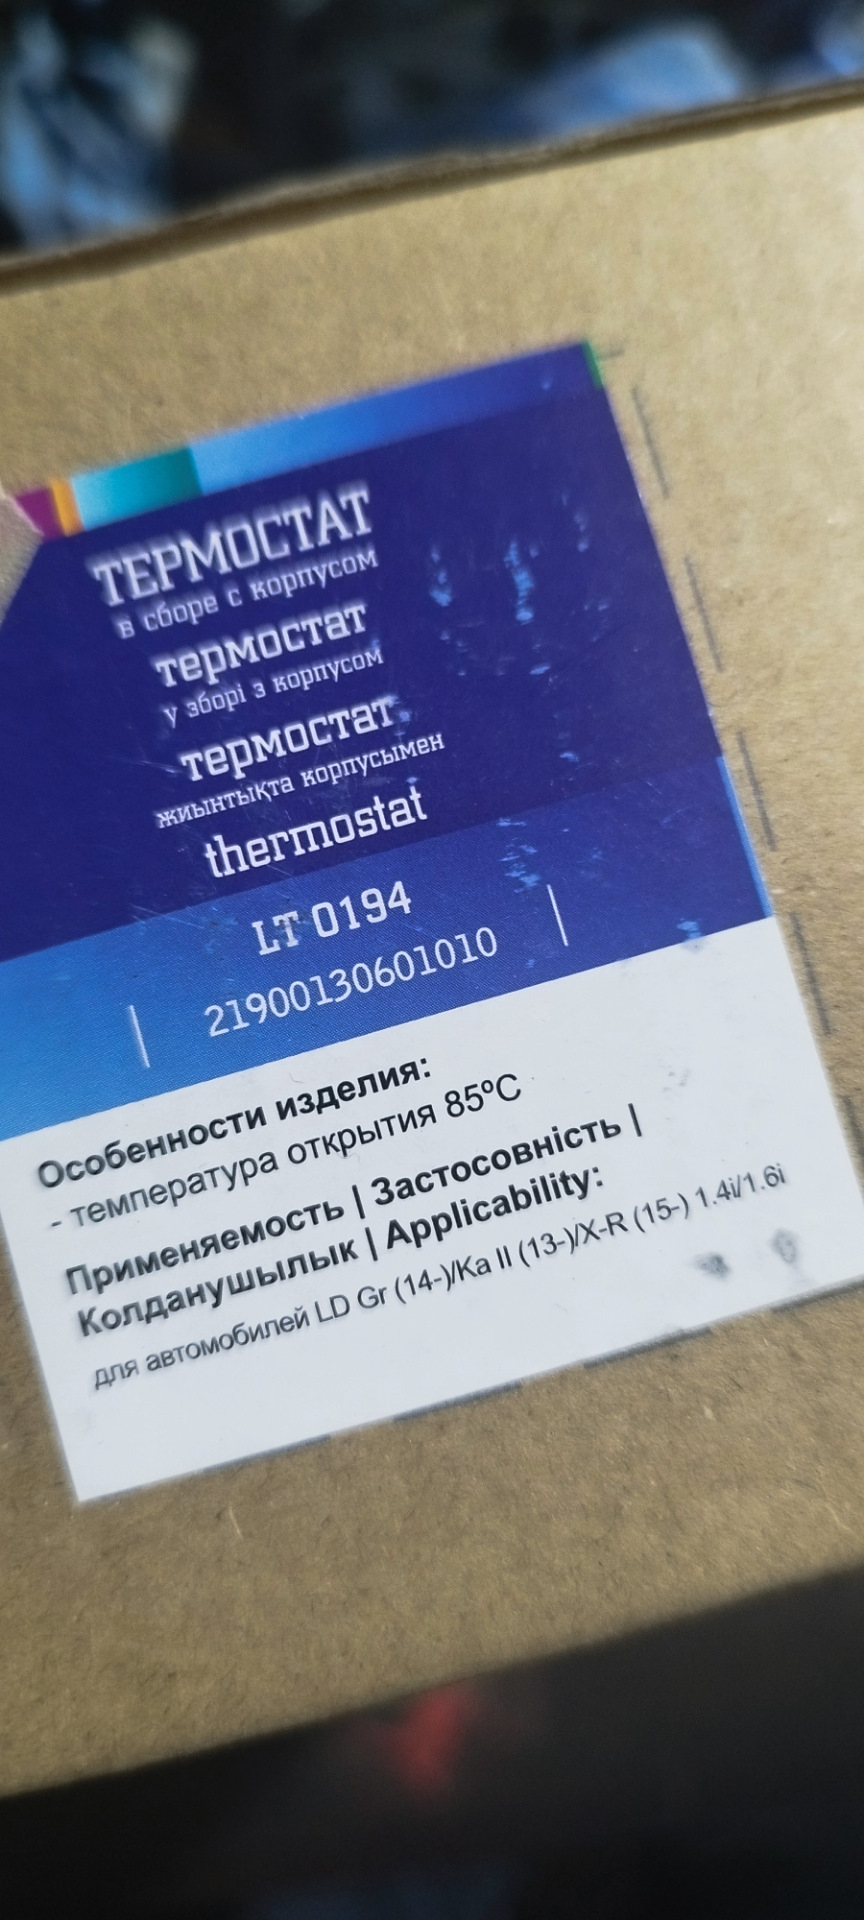 ТЕРМОСТАТ
в сборе с корпусом
термостат
у зборі з корпусом
термостат
жиынтықта корпусымен
thermostat
LT 0194
| 21900130601010 |
Особенности изделия:
- температура открытия 85ºC
Применяемость | Застосовність |
Колданушылык | Applicability:
для автомобилей LD Gr (14-)/Ka II (13-)/X-R (15-) 1.4i/1.6i